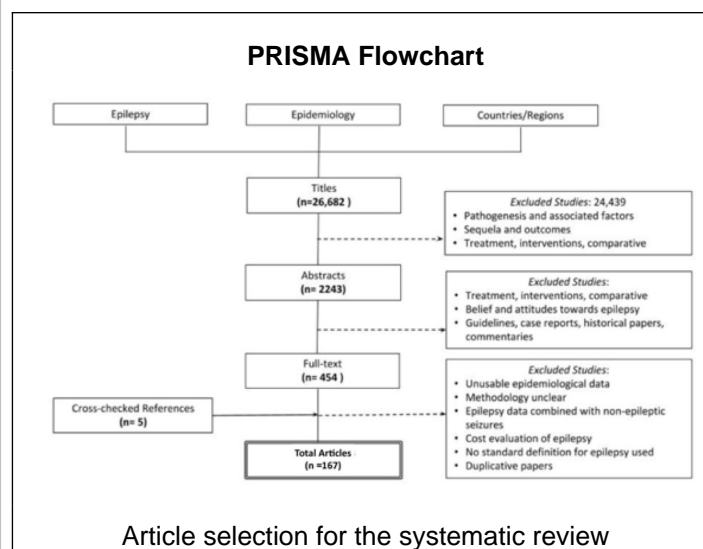 PRISMA Flowchart
Epilepsy
Epidemiology
Countries/Regions
Titles
(n=26,682 )
Excluded Studies: 24,439
• Pathogenesis and associated factors
• Sequela and outcomes
• Treatment, interventions, comparative
Abstracts
(n= 2243)
Excluded Studies:
• Treatment, interventions, comparative
• Belief and attitudes towards epilepsy
• Guidelines, case reports, historical papers,
commentaries
Full-text
(n= 454 )
Cross-checked References
(n= 5)
Excluded Studies:
• Unusable epidemiological data
• Methodology unclear
• Epilepsy data combined with non-epileptic
seizures
• Cost evaluation of epilepsy
• No standard definition for epilepsy used
• Duplicative papers
Total Articles
(n =167)
Article selection for the systematic review